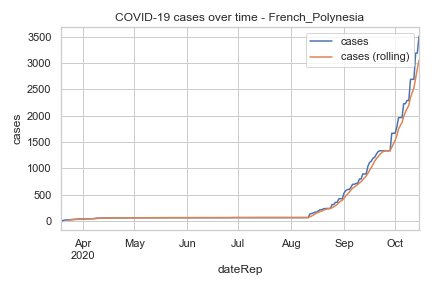 COVID-19 cases over time - French_Polynesia
cases
cases (rolling)
3500
3000
2500
2000
1500
1000
500
0
cases
Apr
2020
May
Jun
Jul
Aug
Sep
Oct
dateRep